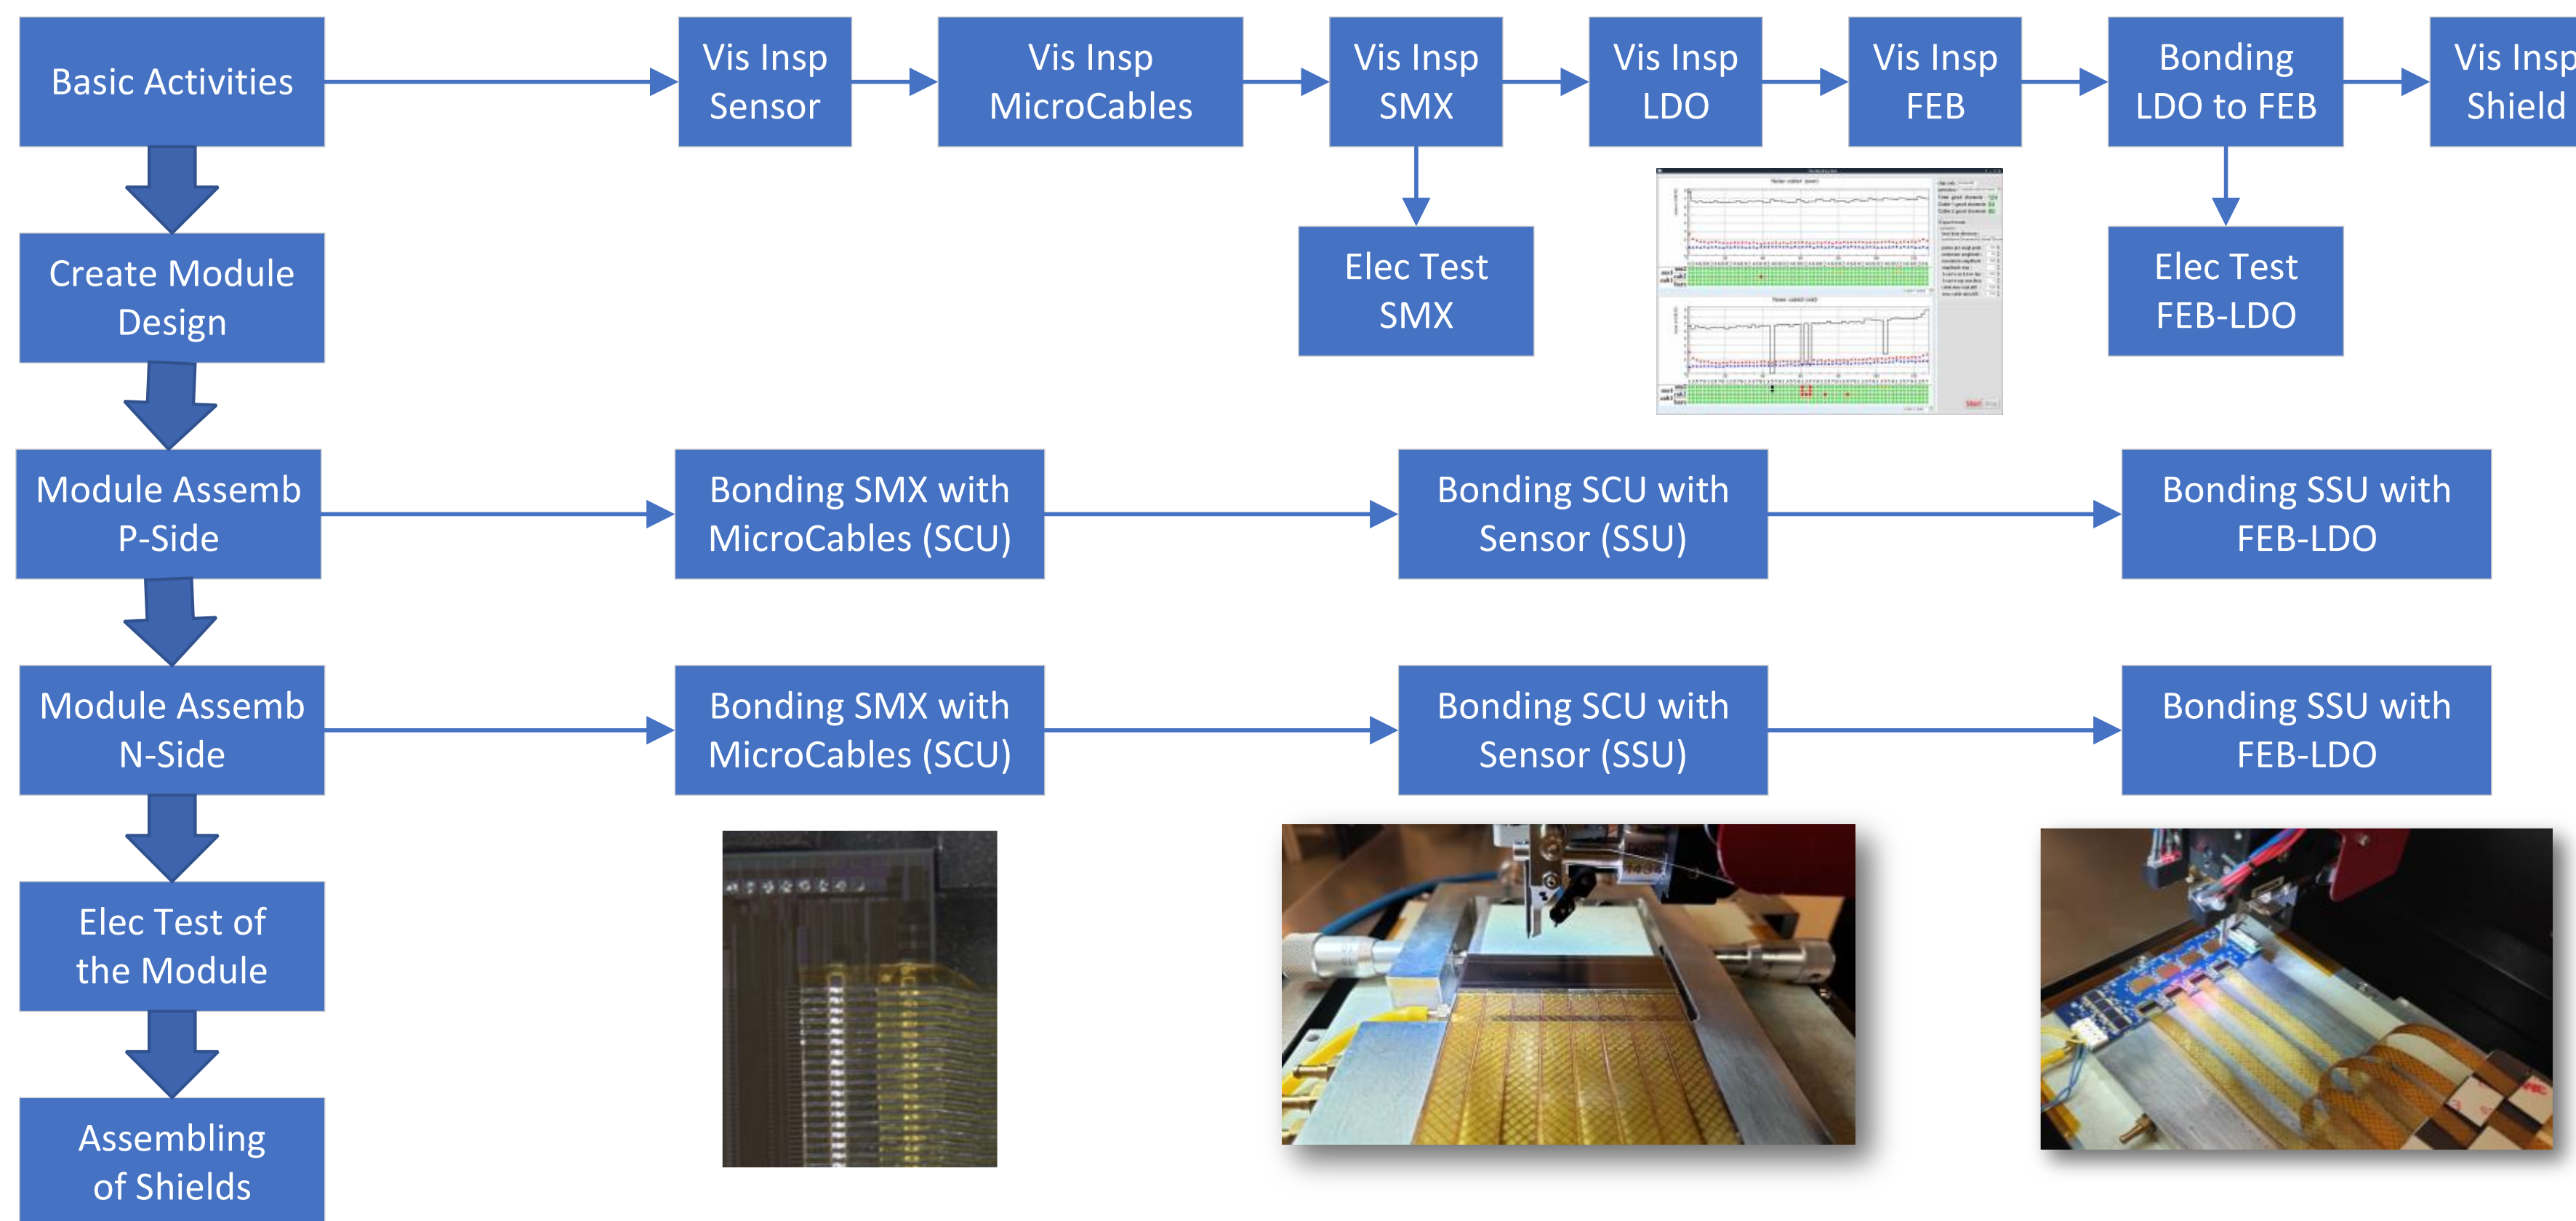 Basic Activities
Vis Insp
Sensor
Vis Insp
MicroCables
Vis Insp
SMX
Vis Insp
LDO
Vis Insp
FEB
Bonding
LDO to FEB
Vis Insp
Shield
Elec Test
SMX
Elec Test
FEB-LDO
Create Module
Design
Start
Module Assemb
P-Side
Bonding SMX with
MicroCables (SCU)
Bonding SCU with
Sensor (SSU)
Bonding SSU with
FEB-LDO
Module Assemb
N-Side
Bonding SMX with
MicroCables (SCU)
Bonding SCU with
Sensor (SSU)
Bonding SSU with
FEB-LDO
Elec Test of
the Module
Assembling
of Shields